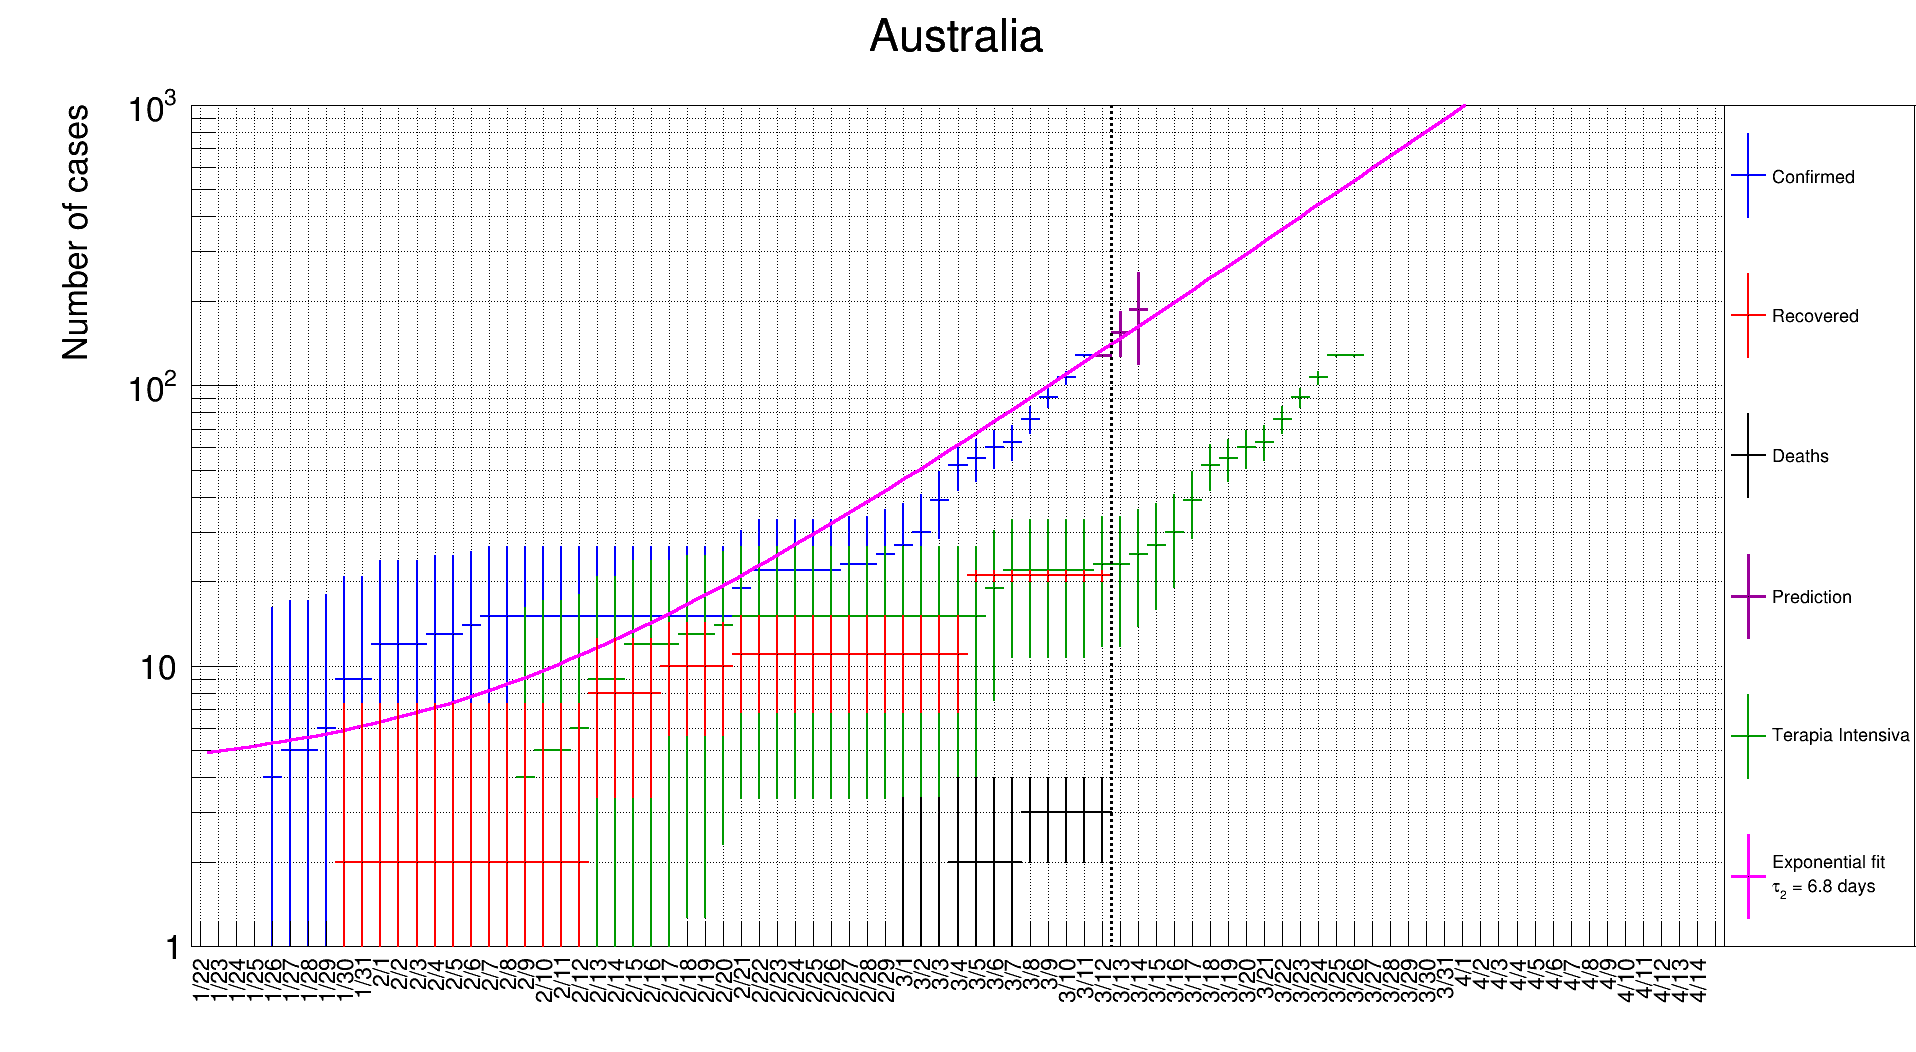 Australia
Number of cases
10³
10²
10
1
1/22 1/23 1/24 1/25 1/26 1/27 1/28 1/29 1/30 1/31 2/1 2/2 2/3 2/4 2/5 2/6 2/7 2/8 2/9 2/10 2/11 2/12 2/13 2/14 2/15 2/16 2/17 2/18 2/19 2/20 2/21 2/22 2/23 2/24 2/25 2/26 2/27 2/28 2/29 3/1 3/2 3/3 3/4 3/5 3/6 3/7 3/8 3/9 3/10 3/11 3/12 3/13 3/14 3/15 3/16 3/17 3/18 3/19 3/20 3/21 3/22 3/23 3/24 3/25 3/26 3/27 3/28 3/29 3/30 3/31 4/1 4/2 4/3 4/4 4/5 4/6 4/7 4/8 4/9 4/10 4/11 4/12 4/13 4/14
Confirmed
Recovered
Deaths
Prediction
Terapia Intensiva
Exponential fit
τ₂ = 6.8 days